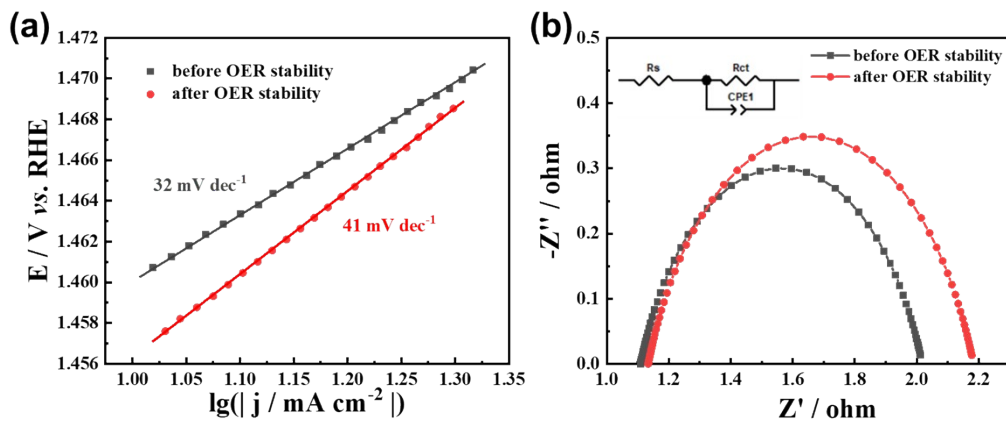 (a)
1.472
1.470
1.468
1.466
1.464
1.462
1.460
1.458
1.456
E / V vs. RHE
before OER stability
after OER stability
32 mV dec⁻¹
41 mV dec⁻¹
1.00 1.05 1.10 1.15 1.20 1.25 1.30 1.35
lg(| j / mA cm⁻² |)
(b)
0.5
0.4
0.3
0.2
0.1
0.0
-Z'' / ohm
Rs
Rct
CPE1
before OER stability
after OER stability
1.0 1.2 1.4 1.6 1.8 2.0 2.2
Z' / ohm